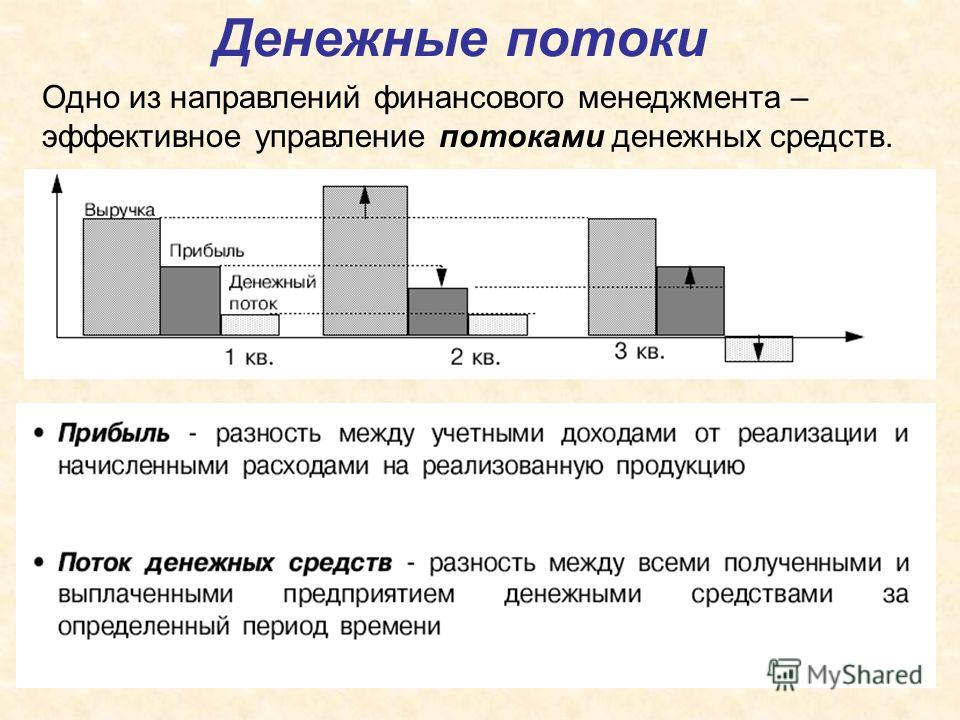 Денежные потоки
Одно из направлений финансового менеджмента –
эффективное управление потоками денежных средств.
Выручка
Прибыль
Денежный
поток
1 кв.
2 кв.
3 кв.
• Прибыль - разность между учетными доходами от реализации и
начисленными расходами на реализованную продукцию
• Поток денежных средств - разность между всеми полученными и
выплаченными предприятием денежными средствами за
определенный период времени
MyShared